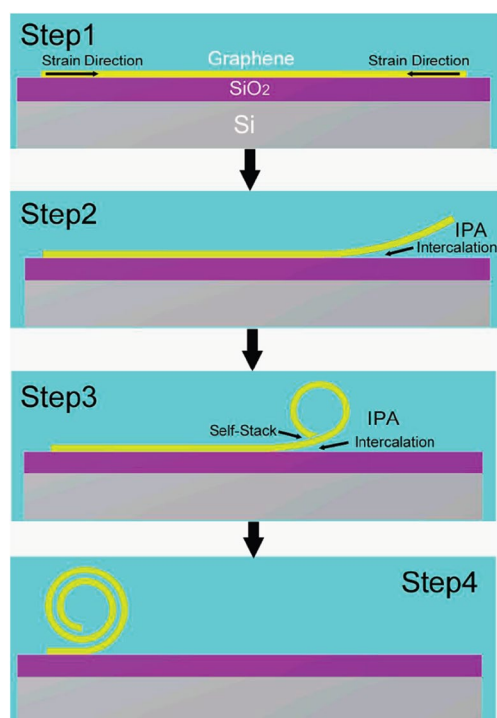 Step1
Graphene
Strain Direction
Strain Direction
SiO2
Si
Step2
IPA
Intercalation
Step3
IPA
Self-Stack
Intercalation
Step4